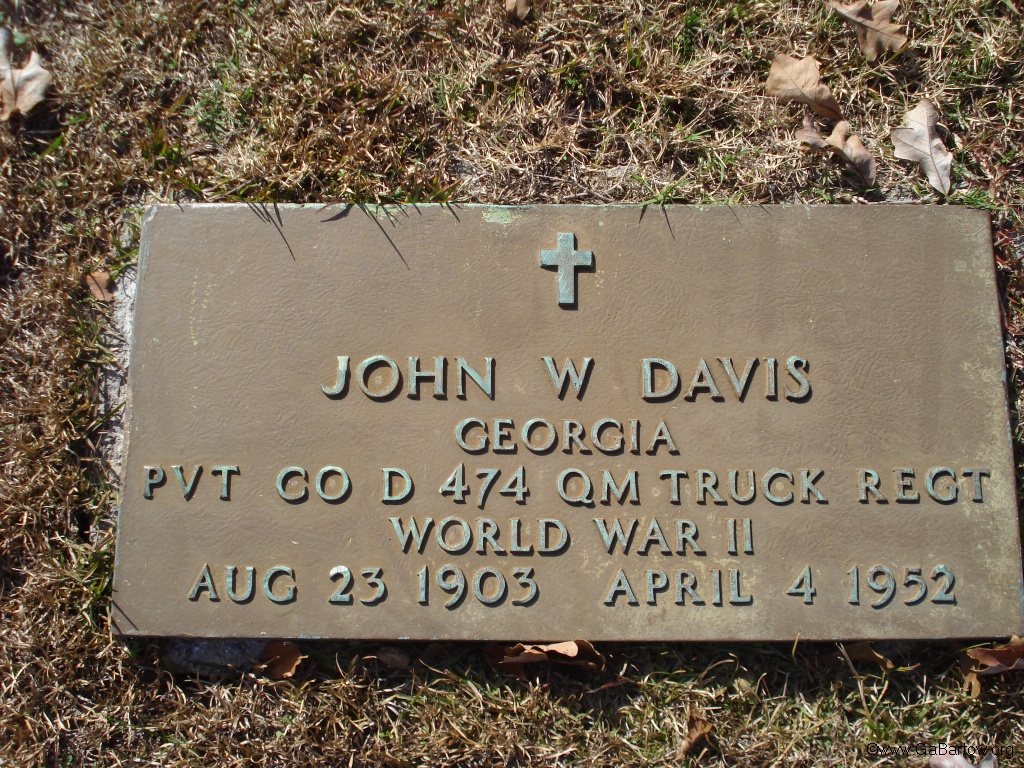 JOHN W DAVIS
GEORGIA
PVT CO D 474 QM TRUCK REGT
WORLD WAR II
AUG 23 1903 APRIL 4 1952
©www.GaBartow.org